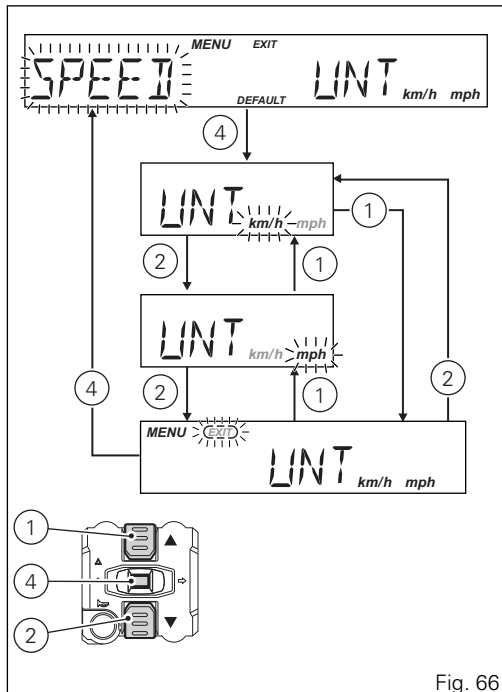 MENU EXIT
SPEED UNT km/h mph
DEFAULT
4
UNT km/h mph
1
2 1
UNT km/h mph
4 2 1 2
MENU EXIT
UNT km/h mph
1
4
2
Fig. 66